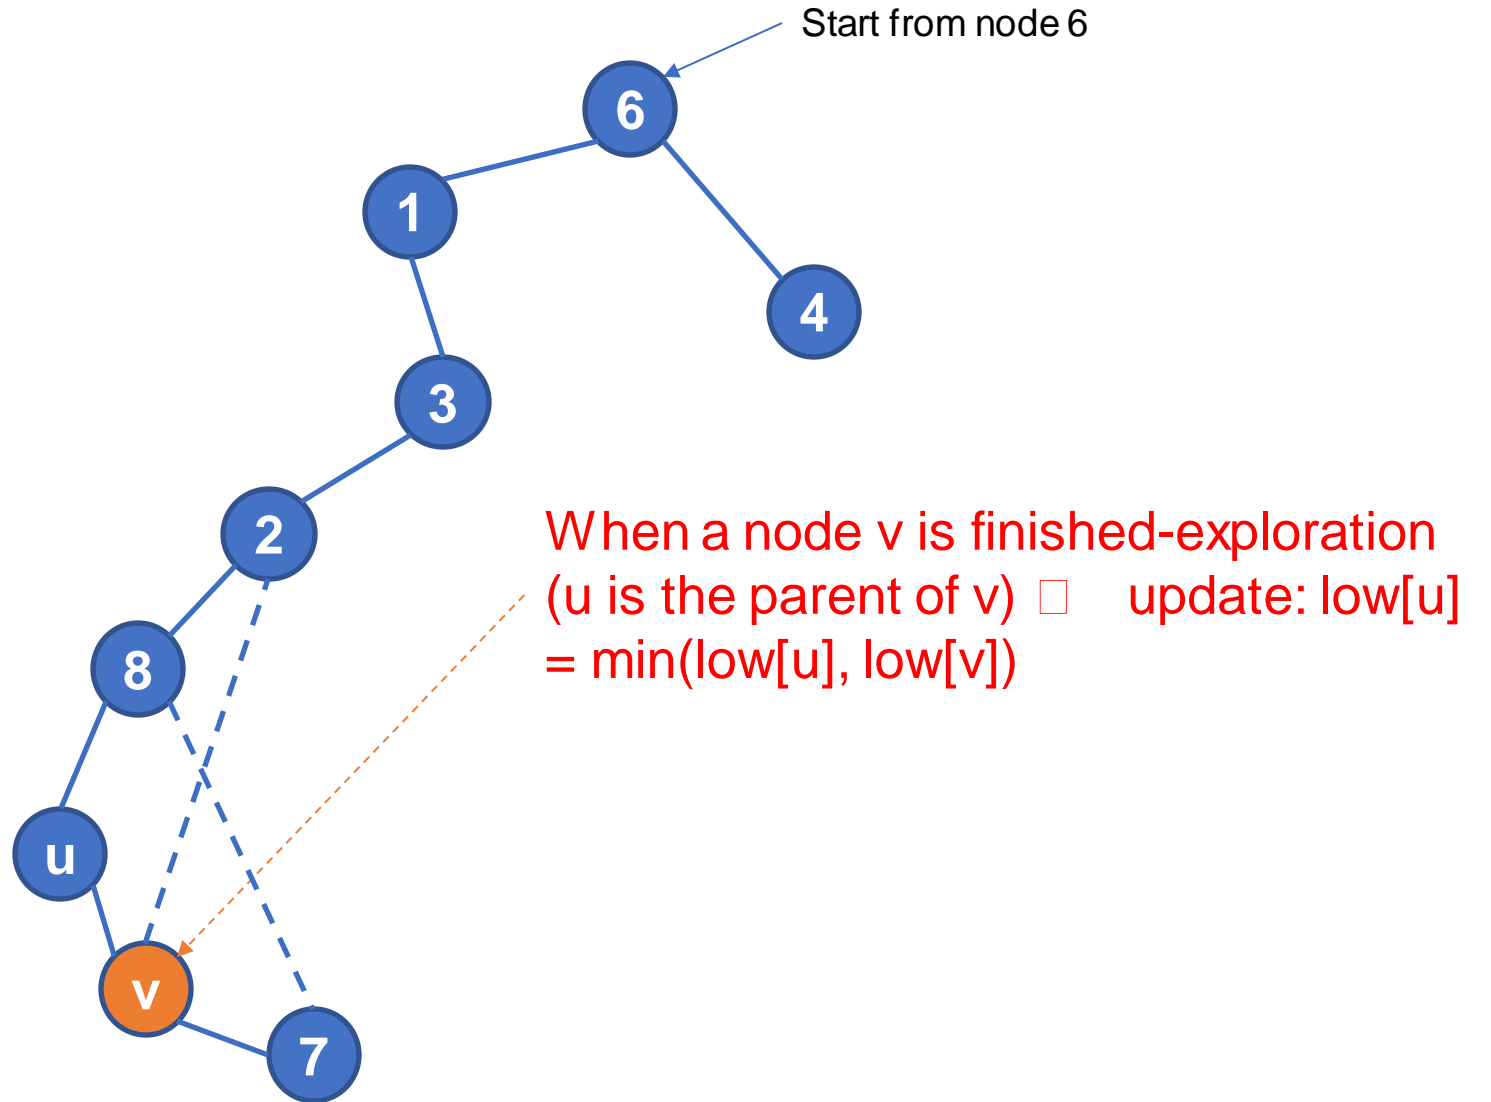 Start from node 6
6
1
4
3
2
When a node v is finished-exploration
(u is the parent of v) □ update: low[u]
= min(low[u], low[v])
8
u
v
7